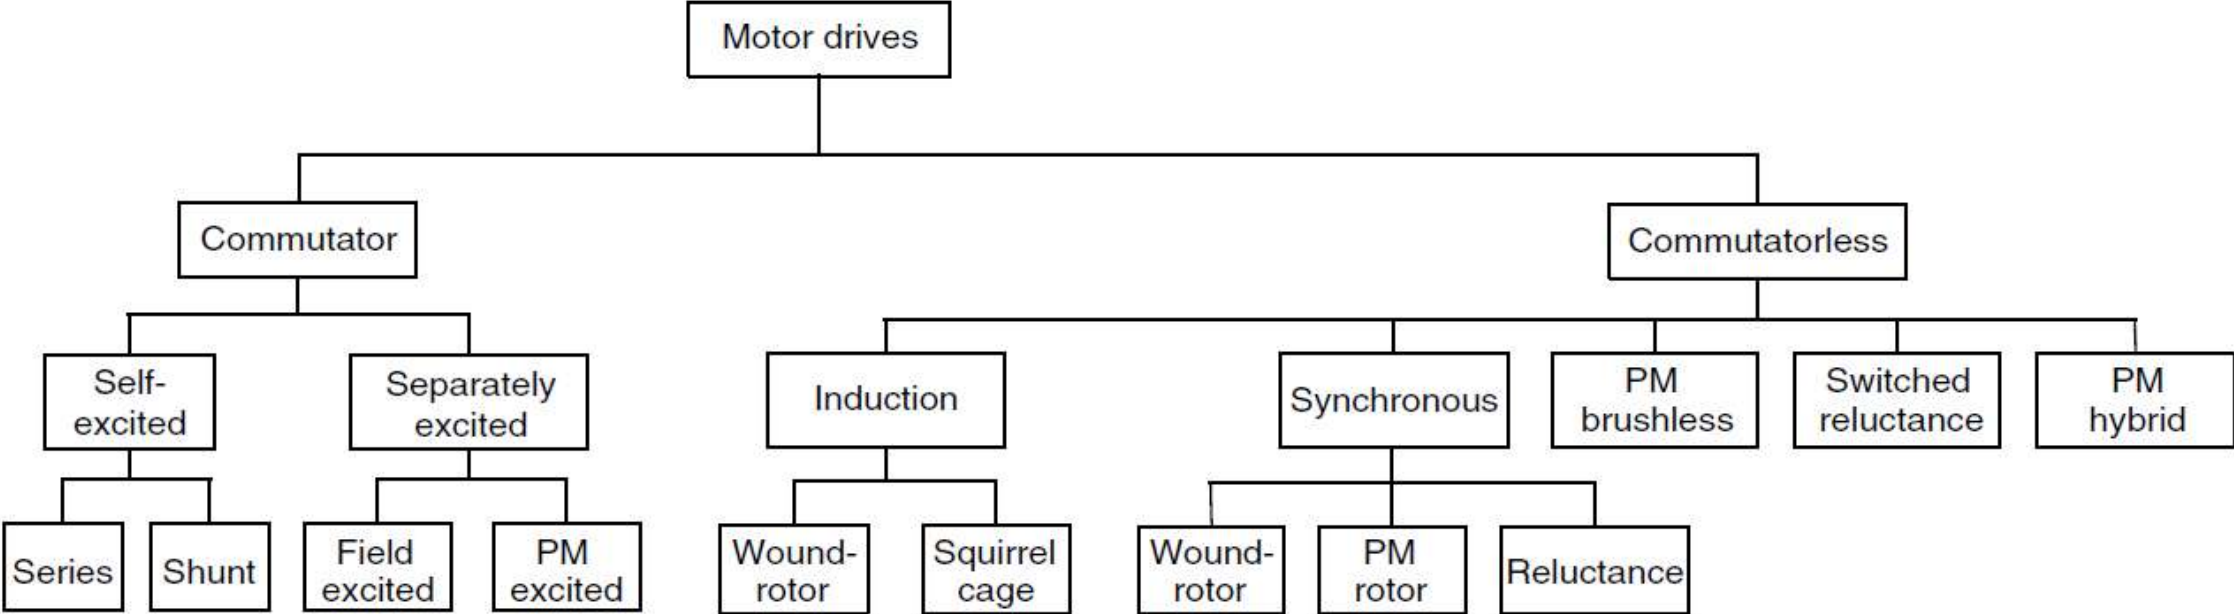 Motor drives
Commutator
Commutatorless
Self-
excited
Separately
excited
Induction
Synchronous
PM
brushless
Switched
reluctance
PM
hybrid
Series
Shunt
Field
excited
PM
excited
Wound-
rotor
Squirrel
cage
Wound-
rotor
PM
rotor
Reluctance